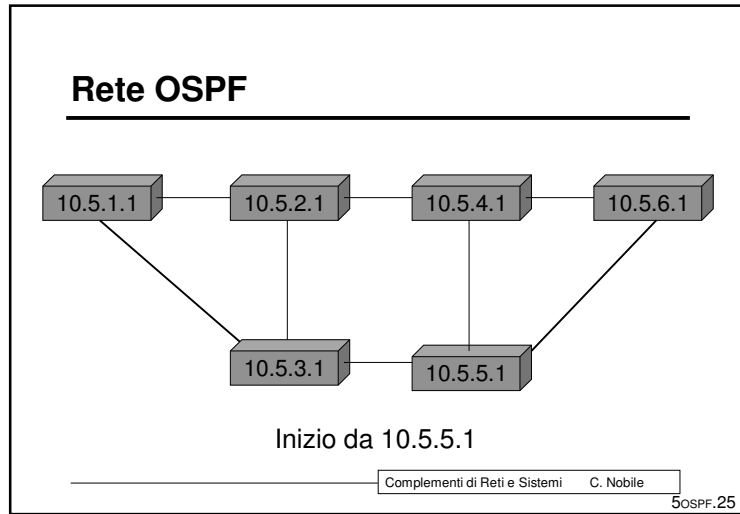 Rete OSPF
10.5.1.1
10.5.2.1
10.5.4.1
10.5.6.1
10.5.3.1
10.5.5.1
Inizio da 10.5.5.1
Complementi di Reti e Sistemi C. Nobile
5OSPF.25